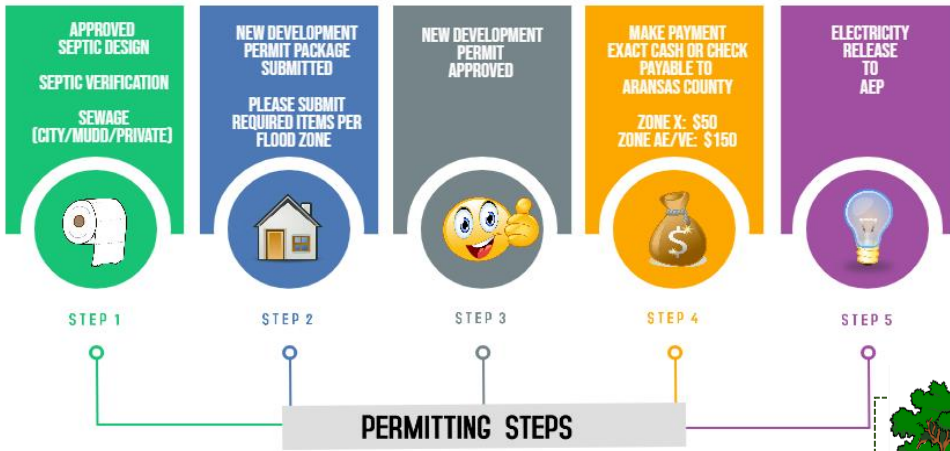 APPROVED
SEPTIC DESIGN
SEPTIC VERIFICATION
SEWAGE
(CITY/MUDD/PRIVATE)
STEP 1
NEW DEVELOPMENT
PERMIT PACKAGE
SUBMITTED
PLEASE SUBMIT
REQUIRED ITEMS PER
FLOOD ZONE
STEP 2
NEW DEVELOPMENT
PERMIT
APPROVED
STEP 3
MAKE PAYMENT
EXACT CASH OR CHECK
PAYABLE TO
ARANSAS COUNTY
ZONE X: $50
ZONE AE/VE: $150
$
STEP 4
ELECTRICITY
RELEASE
TO
AEP
STEP 5
PERMITTING STEPS